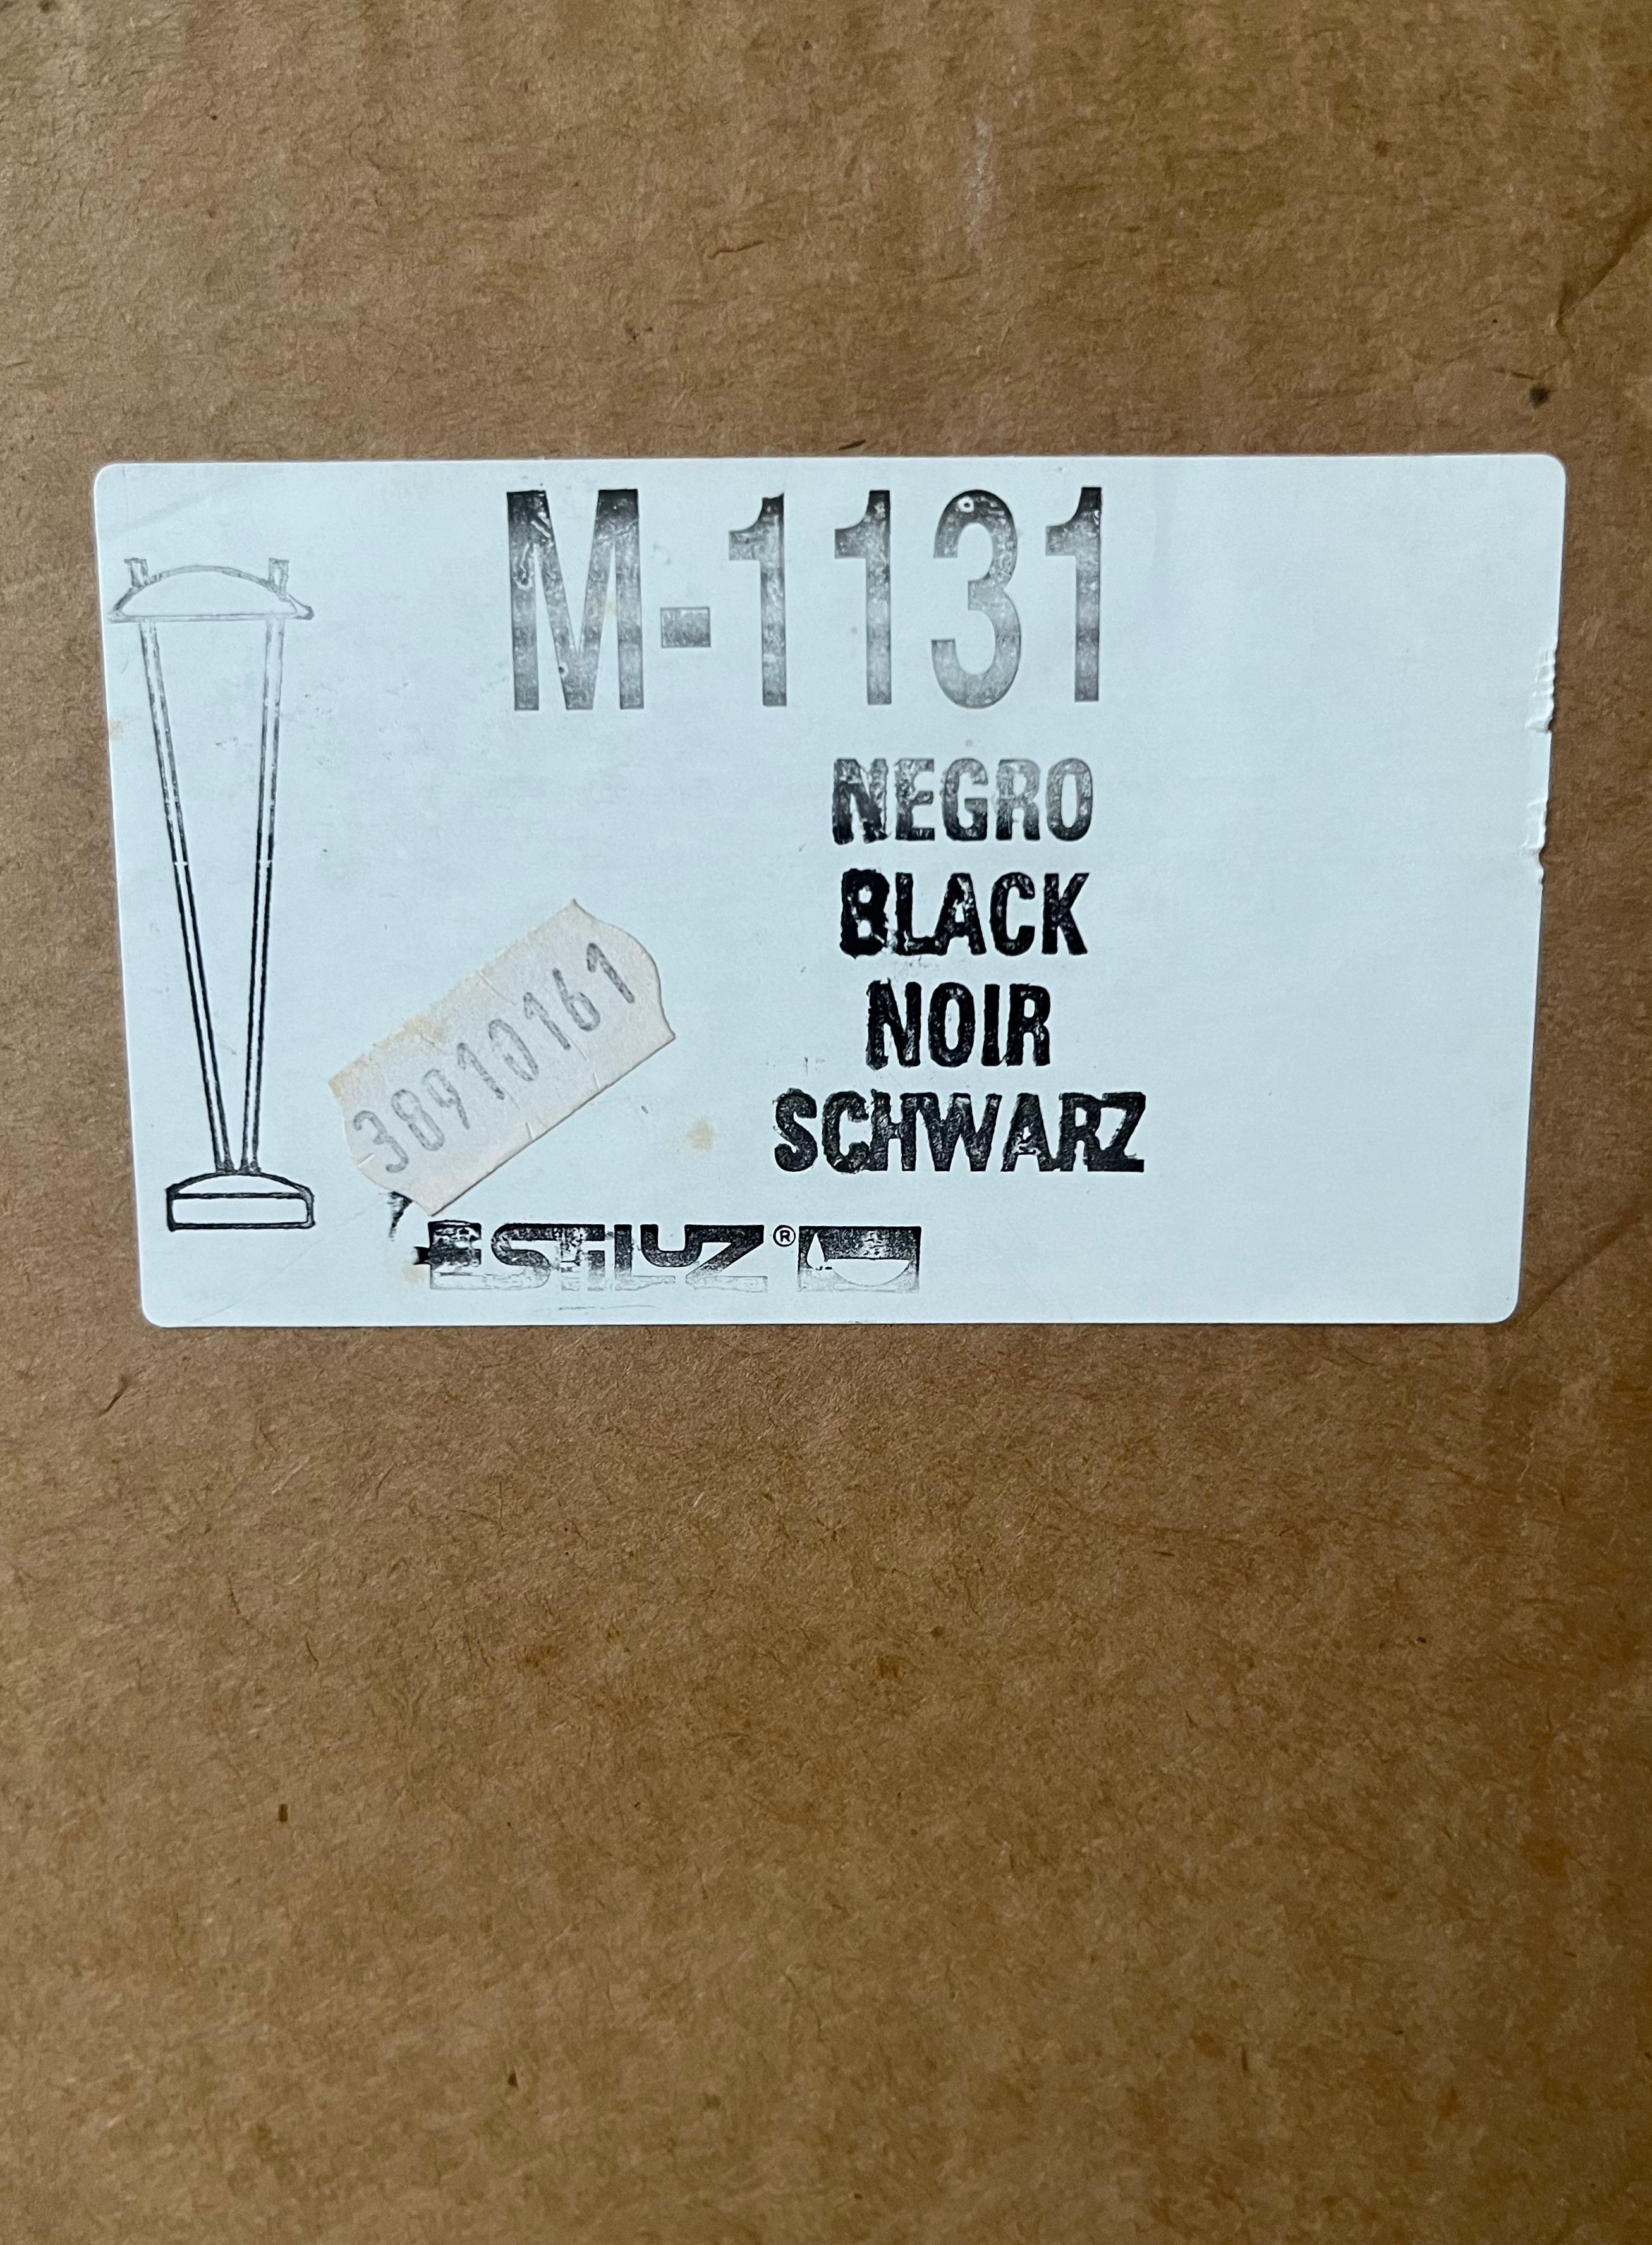 M-1131
NEGRO
BLACK
NOIR
SCHWARZ
38910161
ESTILUZ®